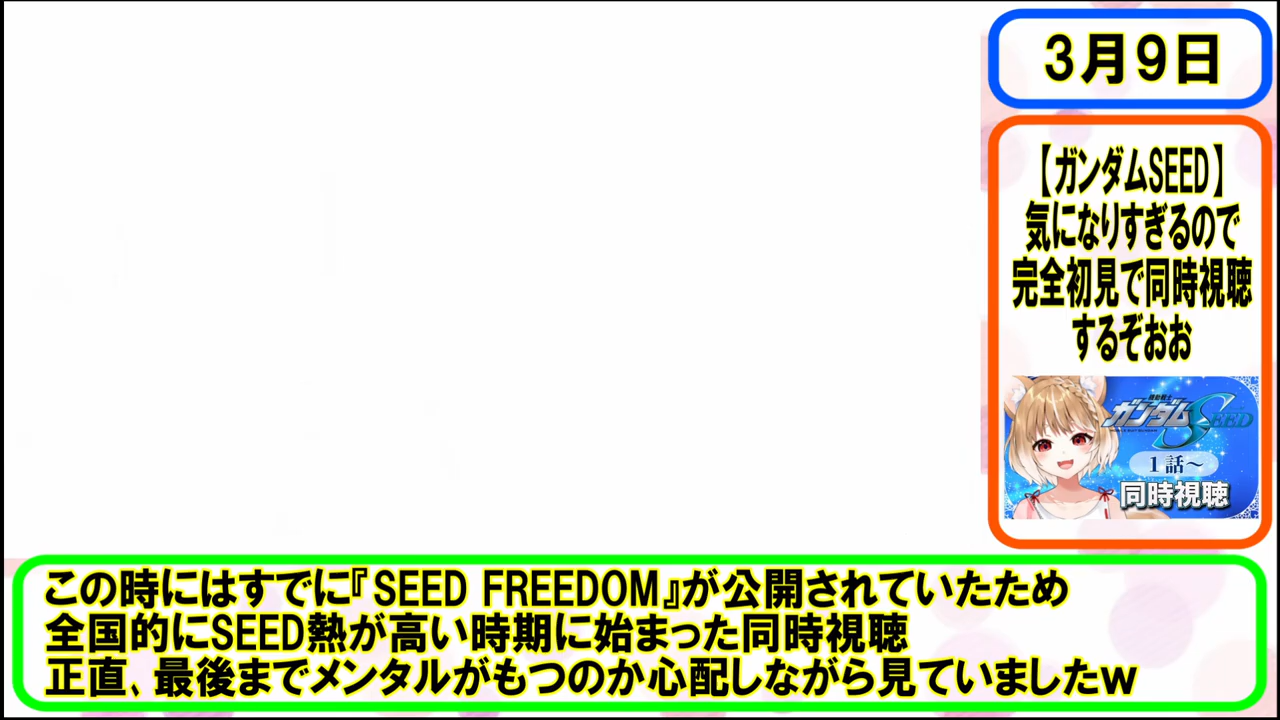 3月9日
【ガンダムSEED】
気になりすぎるので
完全初見で同時視聴
するぞおお
機動戦士
ガンダムSEED
1話～
同時視聴
この時にはすでに『SEED FREEDOM』が公開されていたため
全国的にSEED熱が高い時期に始まった同時視聴
正直、最後までメンタルがもつのか心配しながら見ていましたw